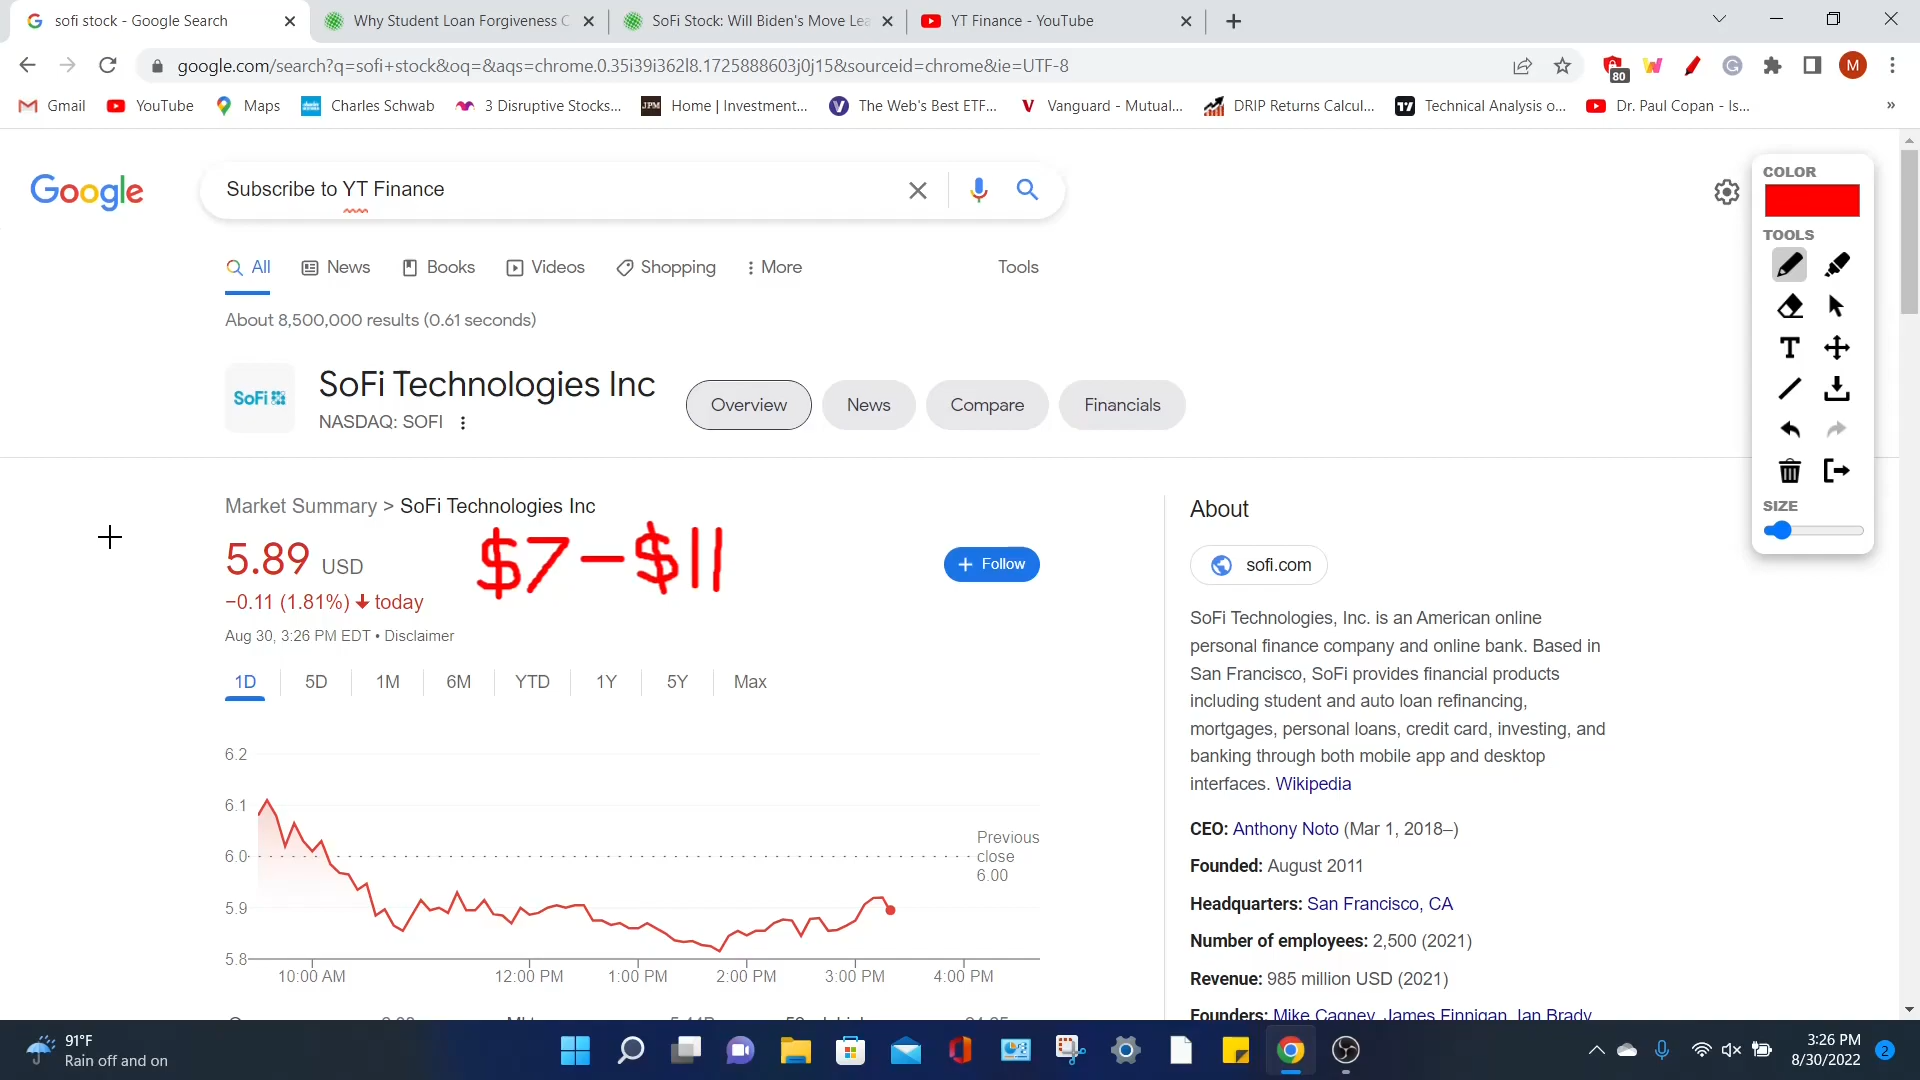 sofi stock - Google Search
Why Student Loan Forgiveness C
SoFi Stock: Will Biden's Move Lea
YT Finance - YouTube
google.com/search?q=sofi+stock&oq=&aqs=chrome.0.35i39i362l8.1725888603j0j15&sourceid=chrome&ie=UTF-8
80
M
Gmail
YouTube
Maps
Charles Schwab
3 Disruptive Stocks...
JPM
Home | Investment...
The Web's Best ETF...
Vanguard - Mutual...
DRIP Returns Calcul...
Technical Analysis o...
Dr. Paul Copan - Is...
Google
Subscribe to YT Finance
COLOR
TOOLS
SIZE
All
News
Books
Videos
Shopping
More
Tools
About 8,500,000 results (0.61 seconds)
SoFi
SoFi Technologies Inc
NASDAQ: SOFI
Overview
News
Compare
Financials
Market Summary > SoFi Technologies Inc
5.89 USD
$7-$11
+ Follow
−0.11 (1.81%) today
Aug 30, 3:26 PM EDT • Disclaimer
1D
5D
1M
6M
YTD
1Y
5Y
Max
6.2
6.1
6.0
5.9
5.8
Previous
close
6.00
10:00 AM
12:00 PM
1:00 PM
2:00 PM
3:00 PM
4:00 PM
About
sofi.com
SoFi Technologies, Inc. is an American online
personal finance company and online bank. Based in
San Francisco, SoFi provides financial products
including student and auto loan refinancing,
mortgages, personal loans, credit card, investing, and
banking through both mobile app and desktop
interfaces. Wikipedia
CEO: Anthony Noto (Mar 1, 2018–)
Founded: August 2011
Headquarters: San Francisco, CA
Number of employees: 2,500 (2021)
Revenue: 985 million USD (2021)
Founders: Mike Cagney, James Finnigan, Ian Brady
91°F
Rain off and on
3:26 PM
8/30/2022
2